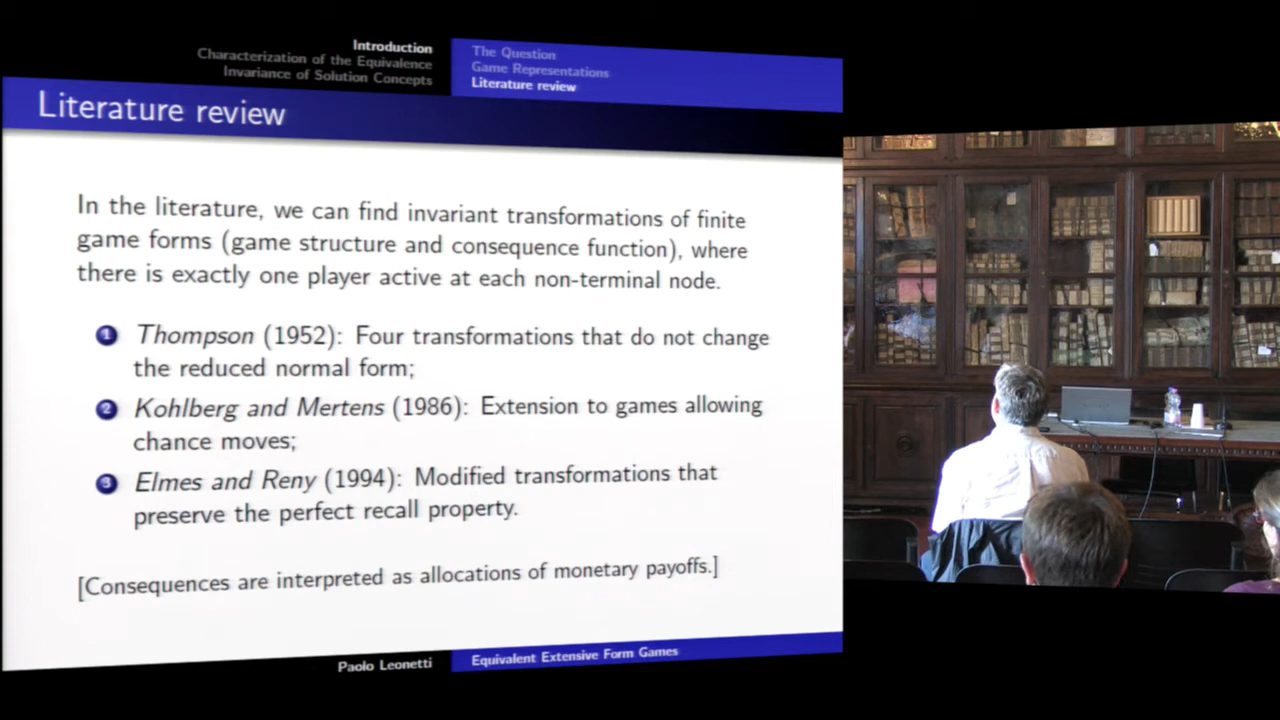 Introduction
Characterization of the Equivalence
Invariance of Solution Concepts
The Question
Game Representations
Literature review
Literature review
In the literature, we can find invariant transformations of finite
game forms (game structure and consequence function), where
there is exactly one player active at each non-terminal node.
1 Thompson (1952): Four transformations that do not change
the reduced normal form;
2 Kohlberg and Mertens (1986): Extension to games allowing
chance moves;
3 Elmes and Reny (1994): Modified transformations that
preserve the perfect recall property.
[Consequences are interpreted as allocations of monetary payoffs.]
Paolo Leonetti
Equivalent Extensive Form Games